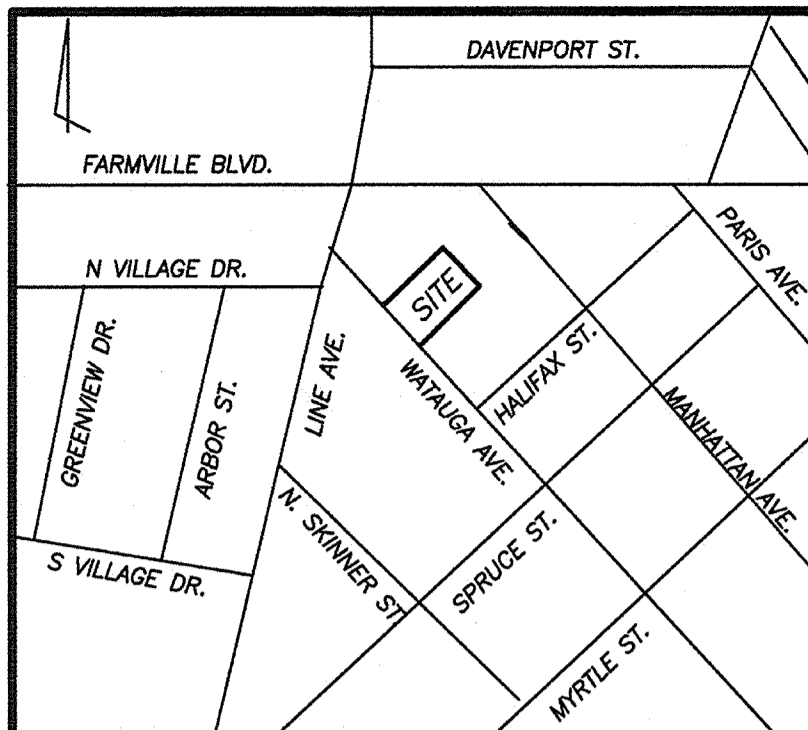 DAVENPORT ST.
FARMVILLE BLVD.
PARIS AVE.
N VILLAGE DR.
SITE
GREENVIEW DR.
ARBOR ST.
LINE AVE.
WATAUGA AVE.
HALIFAX ST.
MANHATTAN AVE.
N. SKINNER ST.
SPRUCE ST.
S VILLAGE DR.
MYRTLE ST.